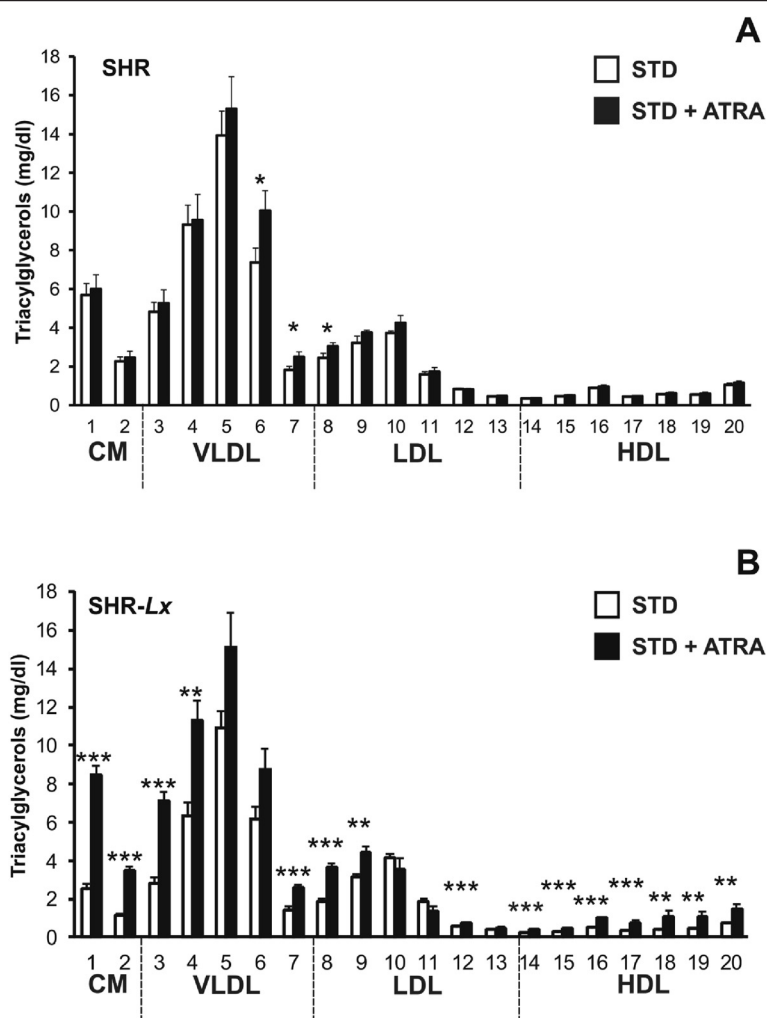 A
SHR
STD
STD + ATRA
Triacylglycerols (mg/dl)
18
16
14
12
10
8
6
4
2
0
*
*
*
1 2 3 4 5 6 7 8 9 10 11 12 13 14 15 16 17 18 19 20
CM VLDL LDL HDL
B
SHR-Lx
STD
STD + ATRA
Triacylglycerols (mg/dl)
18
16
14
12
10
8
6
4
2
0
***
***
***
**
***
***
**
***
***
***
***
***
**
**
**
1 2 3 4 5 6 7 8 9 10 11 12 13 14 15 16 17 18 19 20
CM VLDL LDL HDL